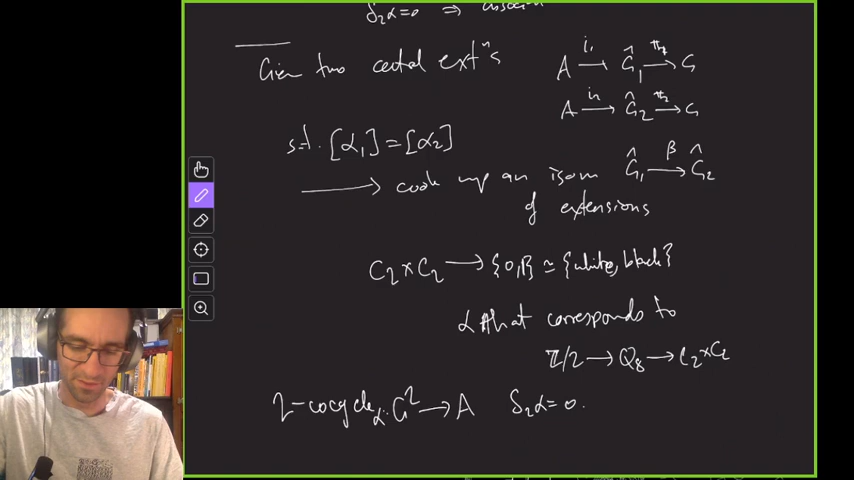 δ₂α=0 ⇒
Given two central extⁿs A →^{i₁} Ĝ₁ →^{π₁} G
A →^{i₂} Ĝ₂ →^{π₂} G
s.t. [α₁]=[α₂]
⟶ cook up an isom Ĝ₁ →^{β} Ĝ₂
of extensions
C₂×C₂ ⟶ {0,1} ≃ {white, black}
α that corresponds to
ℤ/2 ⟶ Q₈ ⟶ C₂×C₂
2-cocycle α: G² ⟶ A δ₂α=0.